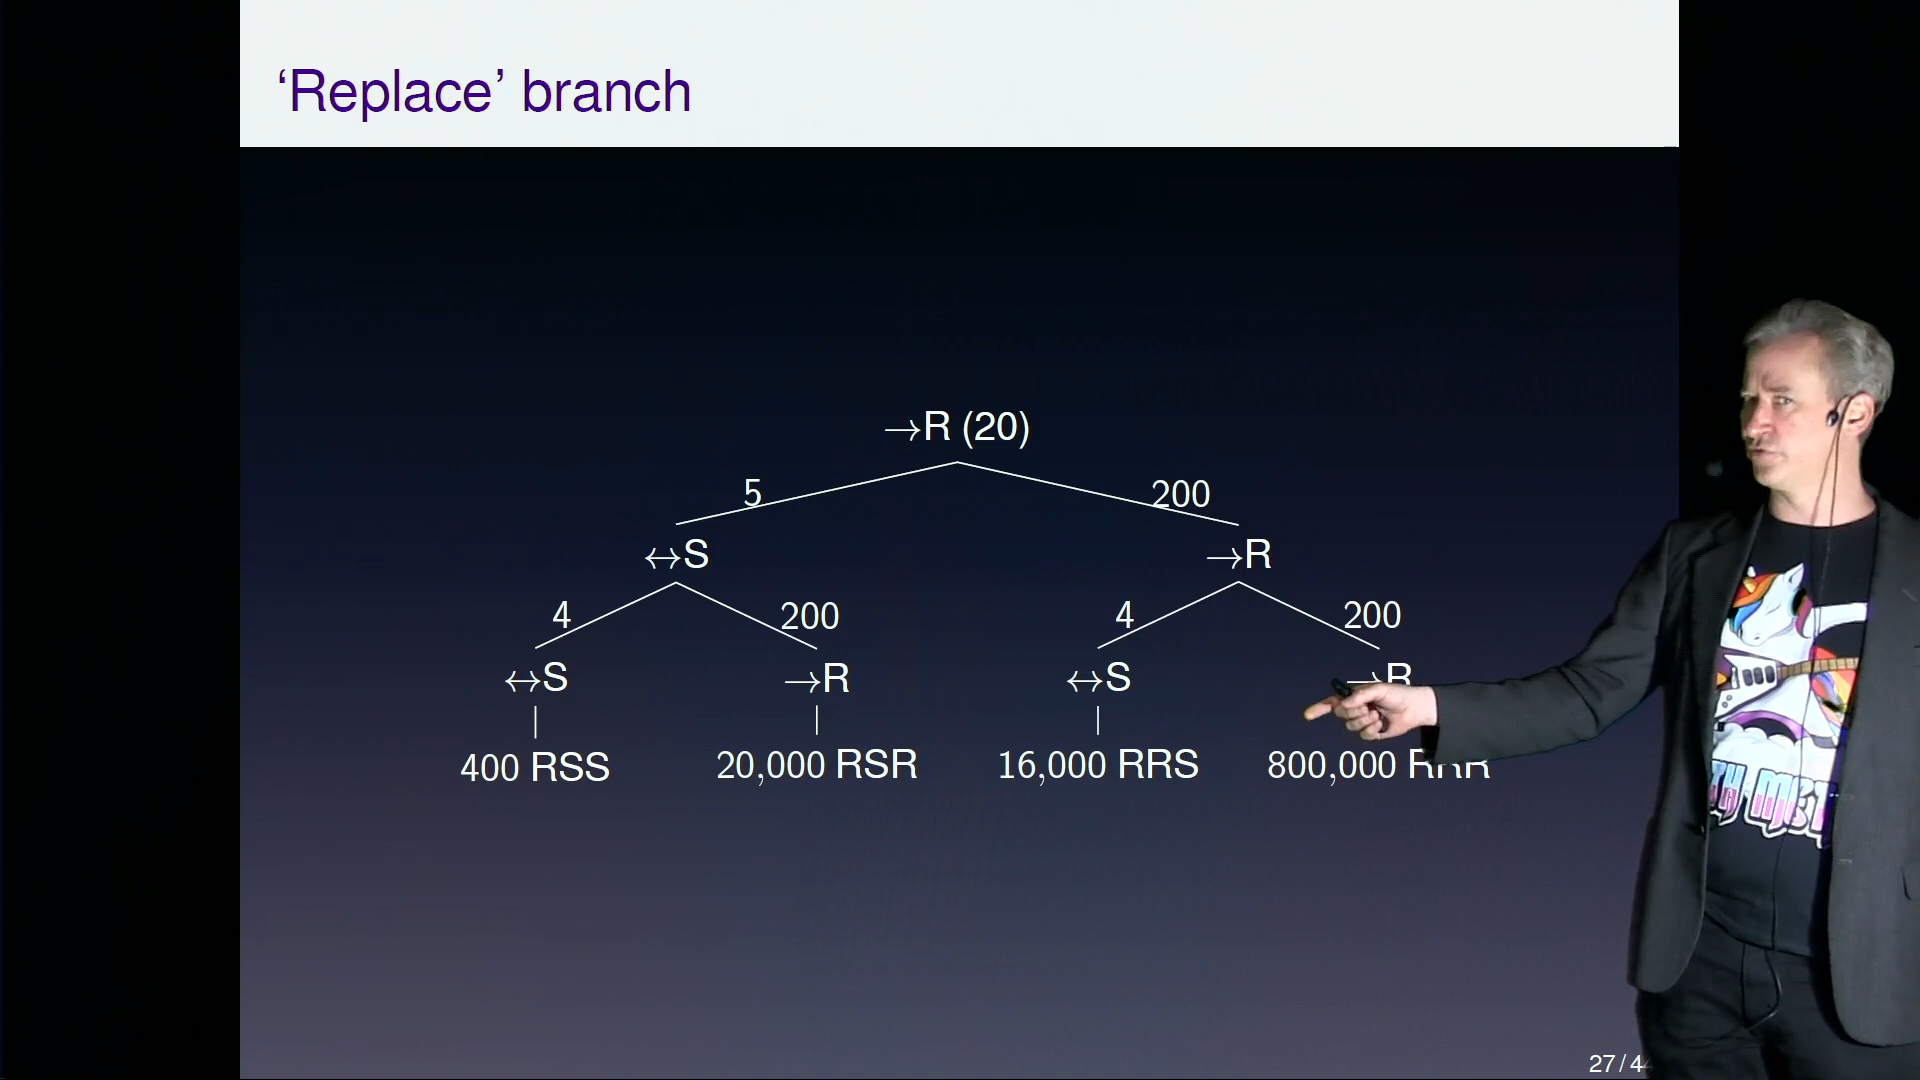 ‘Replace’ branch
→R (20)
5 200
↔S →R
4 200 4 200
↔S →R ↔S →R
400 RSS 20,000 RSR 16,000 RRS 800,000 RRR
27/44